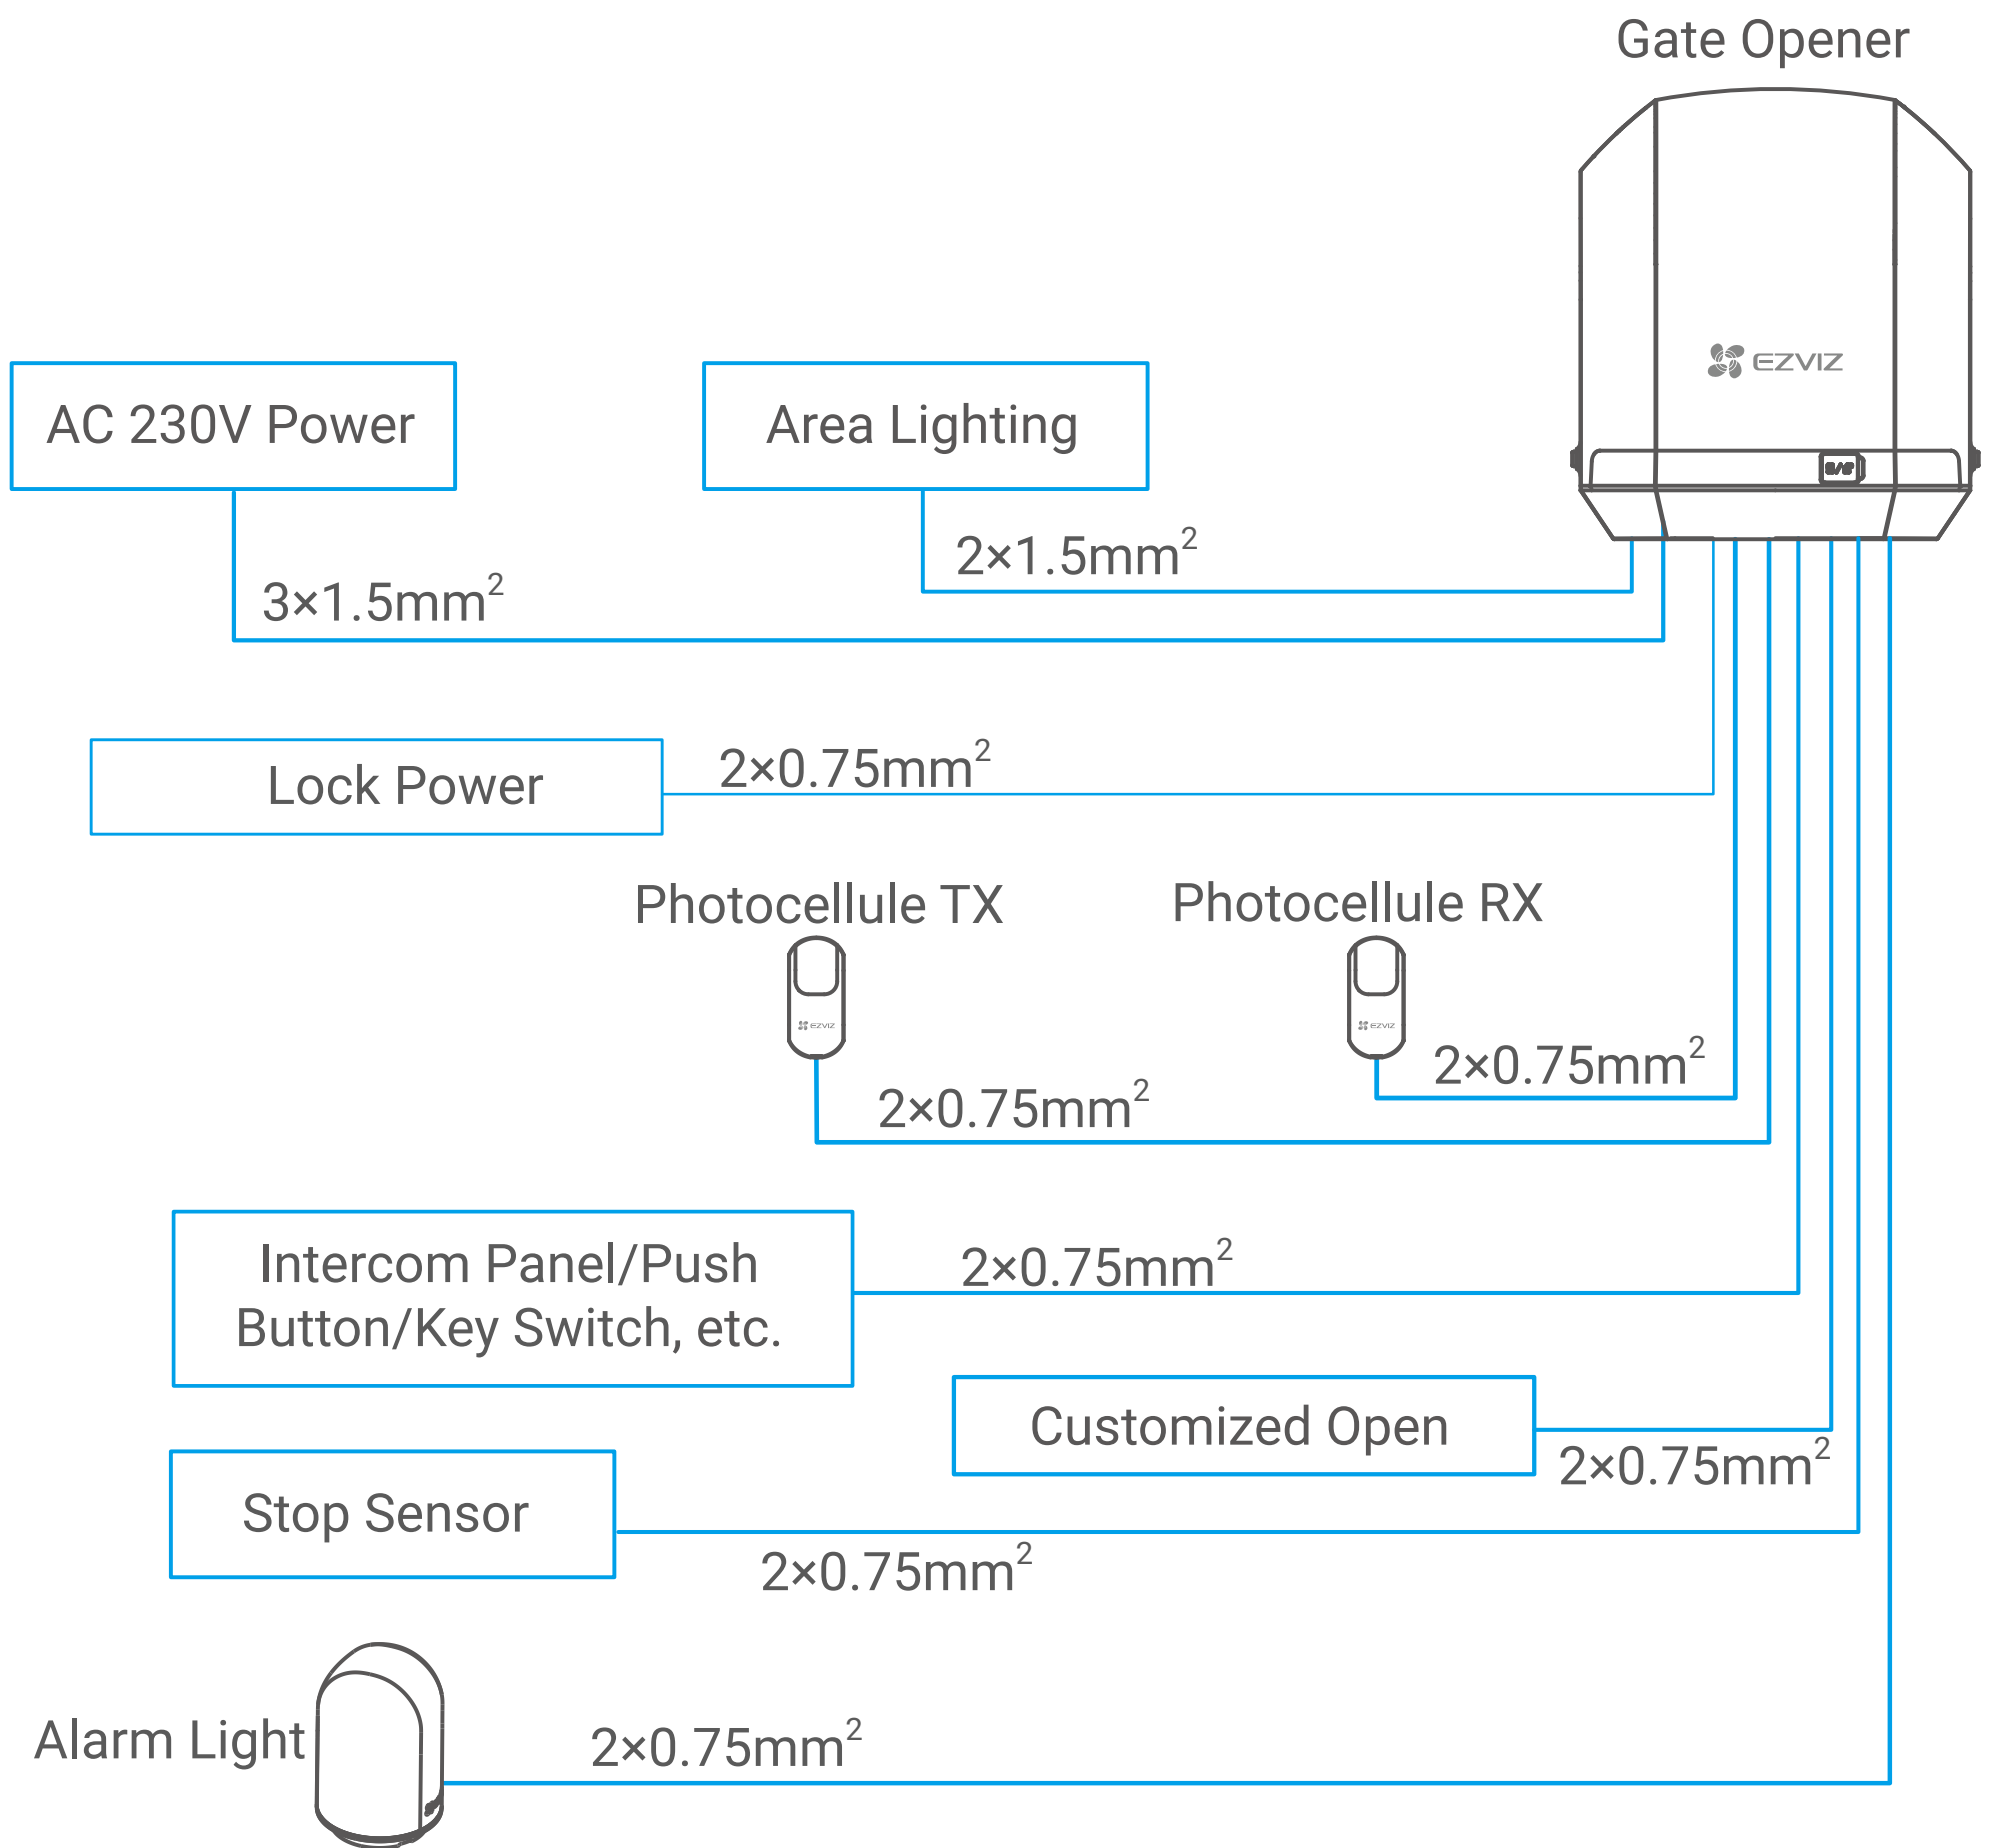 Gate Opener
EZVIZ
AC 230V Power
Area Lighting
2×1.5mm²
3×1.5mm²
Lock Power
2×0.75mm²
Photocellule TX
Photocellule RX
EZVIZ
EZVIZ
2×0.75mm²
2×0.75mm²
Intercom Panel/Push
Button/Key Switch, etc.
2×0.75mm²
Customized Open
2×0.75mm²
Stop Sensor
2×0.75mm²
Alarm Light
2×0.75mm²